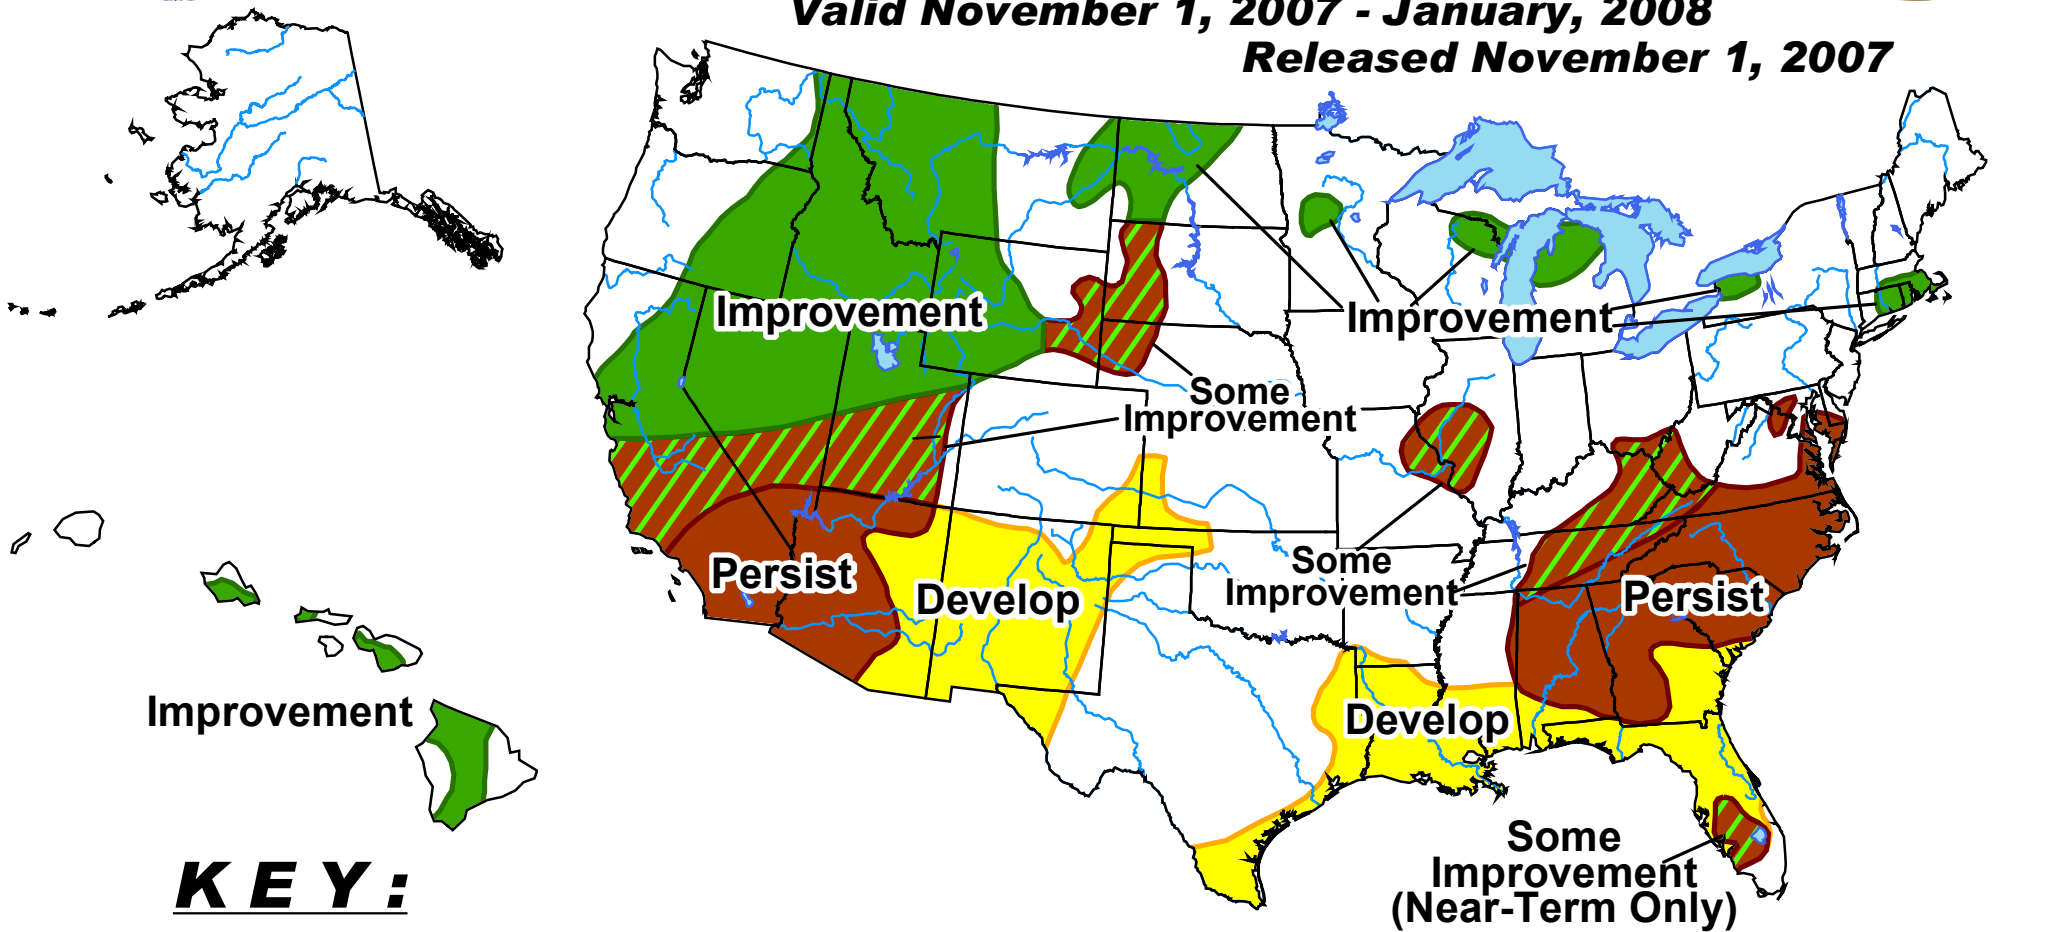 Valid November 1, 2007 - January, 2008
Released November 1, 2007
Improvement
Improvement
Some
Improvement
Some
Improvement
Persist
Develop
Persist
Improvement
Develop
Some
Improvement
(Near-Term Only)
KEY: